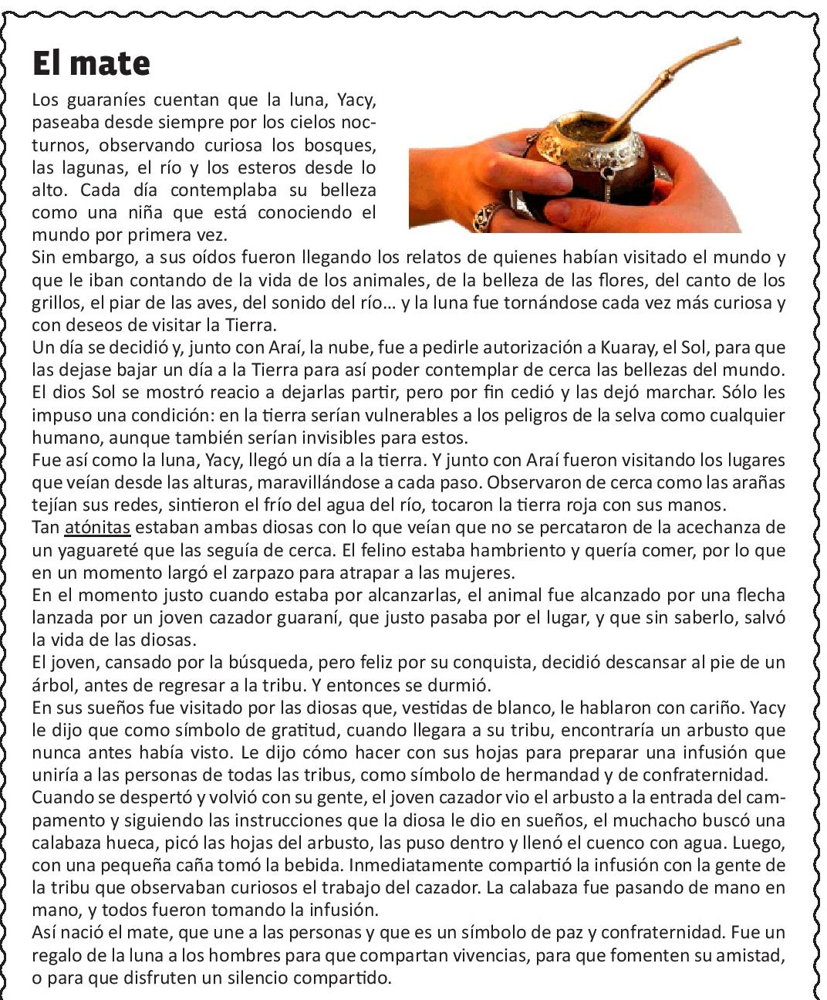 El mate
Los guaraníes cuentan que la luna, Yacy,
paseaba desde siempre por los cielos noc-
turnos, observando curiosa los bosques,
las lagunas, el río y los esteros desde lo
alto. Cada día contemplaba su belleza
como una niña que está conociendo el
mundo por primera vez.
Sin embargo, a sus oídos fueron llegando los relatos de quienes habían visitado el mundo y
que le iban contando de la vida de los animales, de la belleza de las flores, del canto de los
grillos, el piar de las aves, del sonido del río... y la luna fue tornándose cada vez más curiosa y
con deseos de visitar la Tierra.
Un día se decidió y, junto con Araí, la nube, fue a pedirle autorización a Kuaray, el Sol, para que
las dejase bajar un día a la Tierra para así poder contemplar de cerca las bellezas del mundo.
El dios Sol se mostró reacio a dejarlas partir, pero por fin cedió y las dejó marchar. Sólo les
impuso una condición: en la tierra serían vulnerables a los peligros de la selva como cualquier
humano, aunque también serían invisibles para estos.
Fue así como la luna, Yacy, llegó un día a la tierra. Y junto con Araí fueron visitando los lugares
que veían desde las alturas, maravillándose a cada paso. Observaron de cerca como las arañas
tejían sus redes, sintieron el frío del agua del río, tocaron la tierra roja con sus manos.
Tan atónitas estaban ambas diosas con lo que veían que no se percataron de la acechanza de
un yaguareté que las seguía de cerca. El felino estaba hambriento y quería comer, por lo que
en un momento largó el zarpazo para atrapar a las mujeres.
En el momento justo cuando estaba por alcanzarlas, el animal fue alcanzado por una flecha
lanzada por un joven cazador guaraní, que justo pasaba por el lugar, y que sin saberlo, salvó
la vida de las diosas.
El joven, cansado por la búsqueda, pero feliz por su conquista, decidió descansar al pie de un
árbol, antes de regresar a la tribu. Y entonces se durmió.
En sus sueños fue visitado por las diosas que, vestidas de blanco, le hablaron con cariño. Yacy
le dijo que como símbolo de gratitud, cuando llegara a su tribu, encontraría un arbusto que
nunca antes había visto. Le dijo cómo hacer con sus hojas para preparar una infusión que
uniría a las personas de todas las tribus, como símbolo de hermandad y de confraternidad.
Cuando se despertó y volvió con su gente, el joven cazador vio el arbusto a la entrada del cam-
pamento y siguiendo las instrucciones que la diosa le dio en sueños, el muchacho buscó una
calabaza hueca, picó las hojas del arbusto, las puso dentro y llenó el cuenco con agua. Luego,
con una pequeña caña tomó la bebida. Inmediatamente compartió la infusión con la gente de
la tribu que observaban curiosos el trabajo del cazador. La calabaza fue pasando de mano en
mano, y todos fueron tomando la infusión.
Así nació el mate, que une a las personas y que es un símbolo de paz y confraternidad. Fue un
regalo de la luna a los hombres para que compartan vivencias, para que fomenten su amistad,
o para que disfruten un silencio compartido.